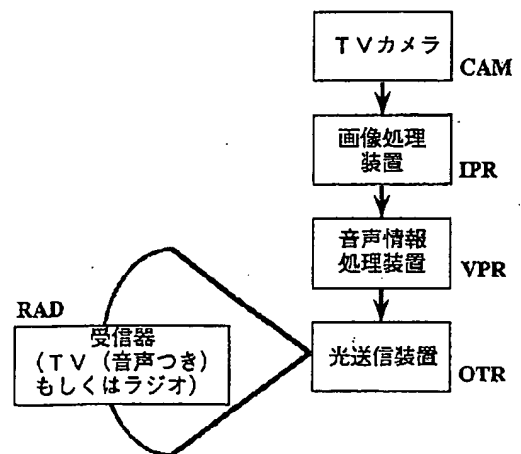 TVカメラ
CAM
画像処理
装置
IPR
音声情報
処理装置
VPR
RAD
受信器
(TV(音声つき)
もしくはラジオ)
光送信装置
OTR